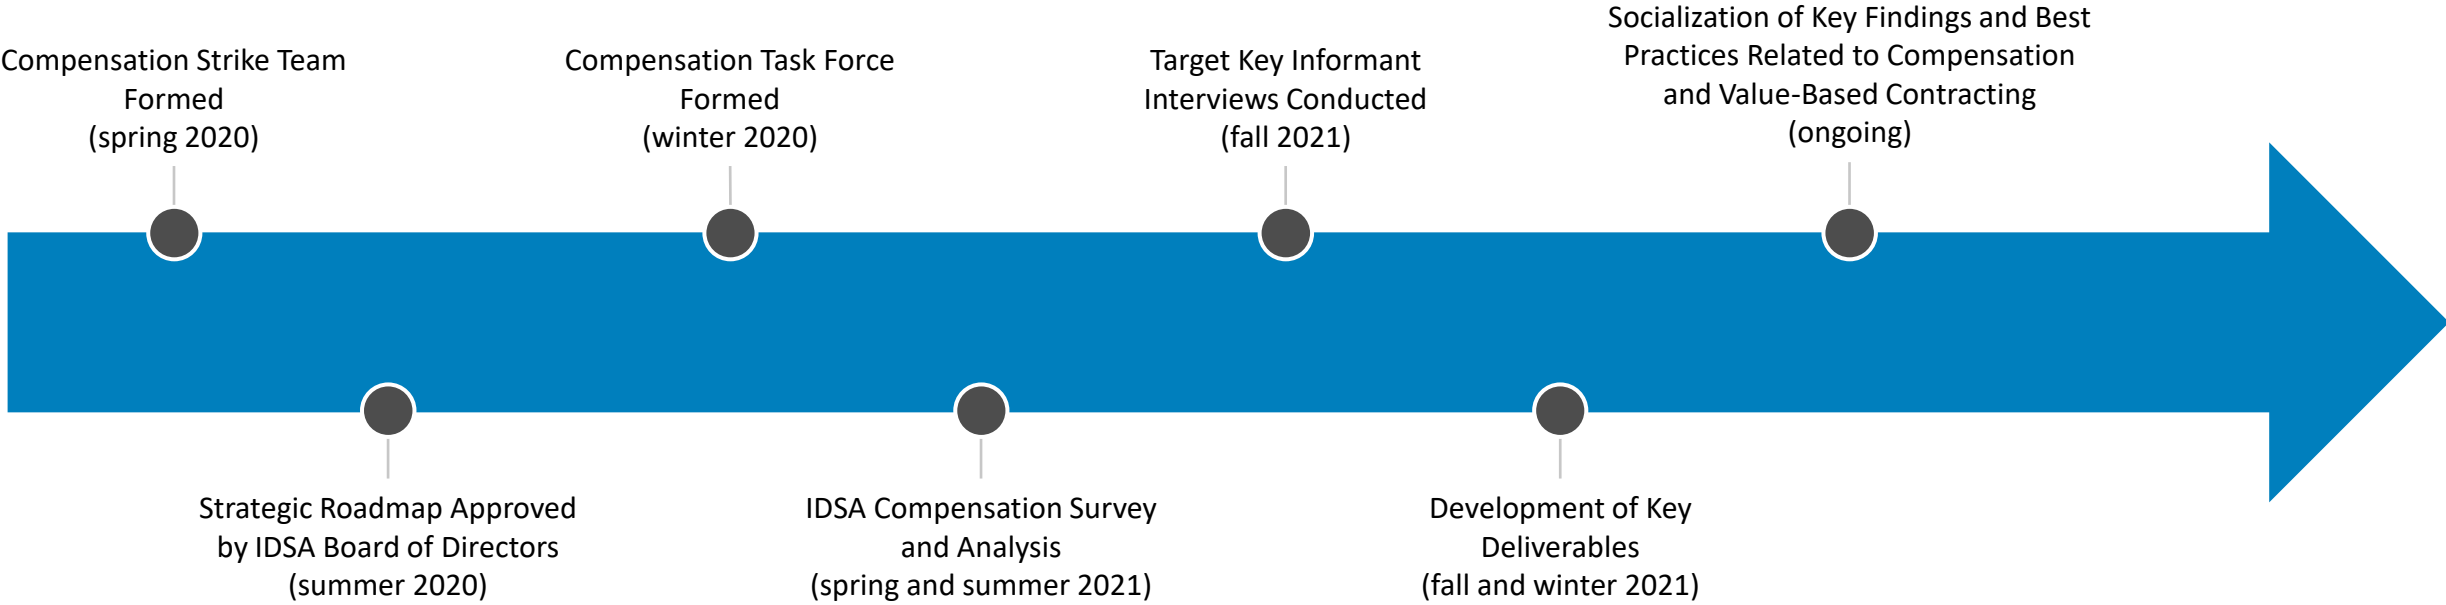 Compensation Strike Team
Formed
(spring 2020)
Compensation Task Force
Formed
(winter 2020)
Target Key Informant
Interviews Conducted
(fall 2021)
Socialization of Key Findings and Best
Practices Related to Compensation
and Value-Based Contracting
(ongoing)
Strategic Roadmap Approved
by IDSA Board of Directors
(summer 2020)
IDSA Compensation Survey
and Analysis
(spring and summer 2021)
Development of Key
Deliverables
(fall and winter 2021)